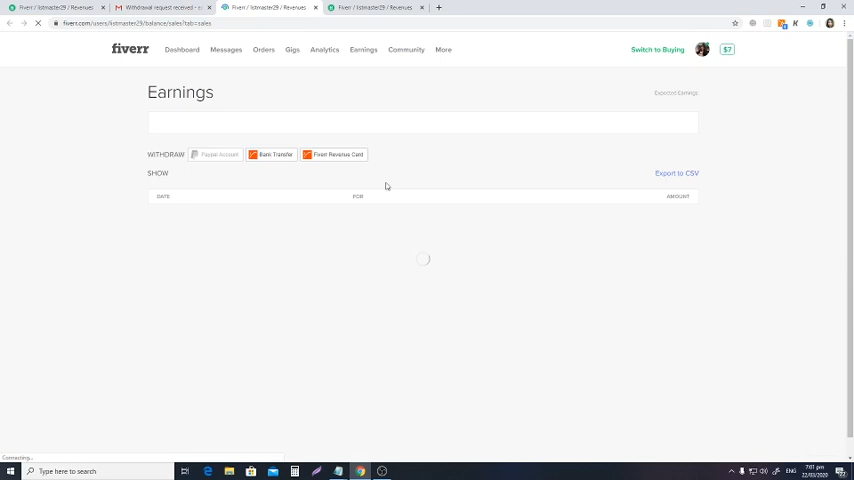 Fiverr / listmaster29 / Revenues
Withdrawal request received -
Fiverr / listmaster29 / Revenues
Fiverr / listmaster29 / Revenues
fiverr.com/users/listmaster29/balance/sales?tab=sales
fiverr
Dashboard Messages Orders Gigs Analytics Earnings Community More
Switch to Buying
$7
Earnings
Expected Earnings
WITHDRAW Paypal Account Bank Transfer Fiverr Revenue Card
SHOW
Export to CSV
DATE FOR AMOUNT
Connecting...
Type here to search
ENG
7:01 pm
22/03/2020